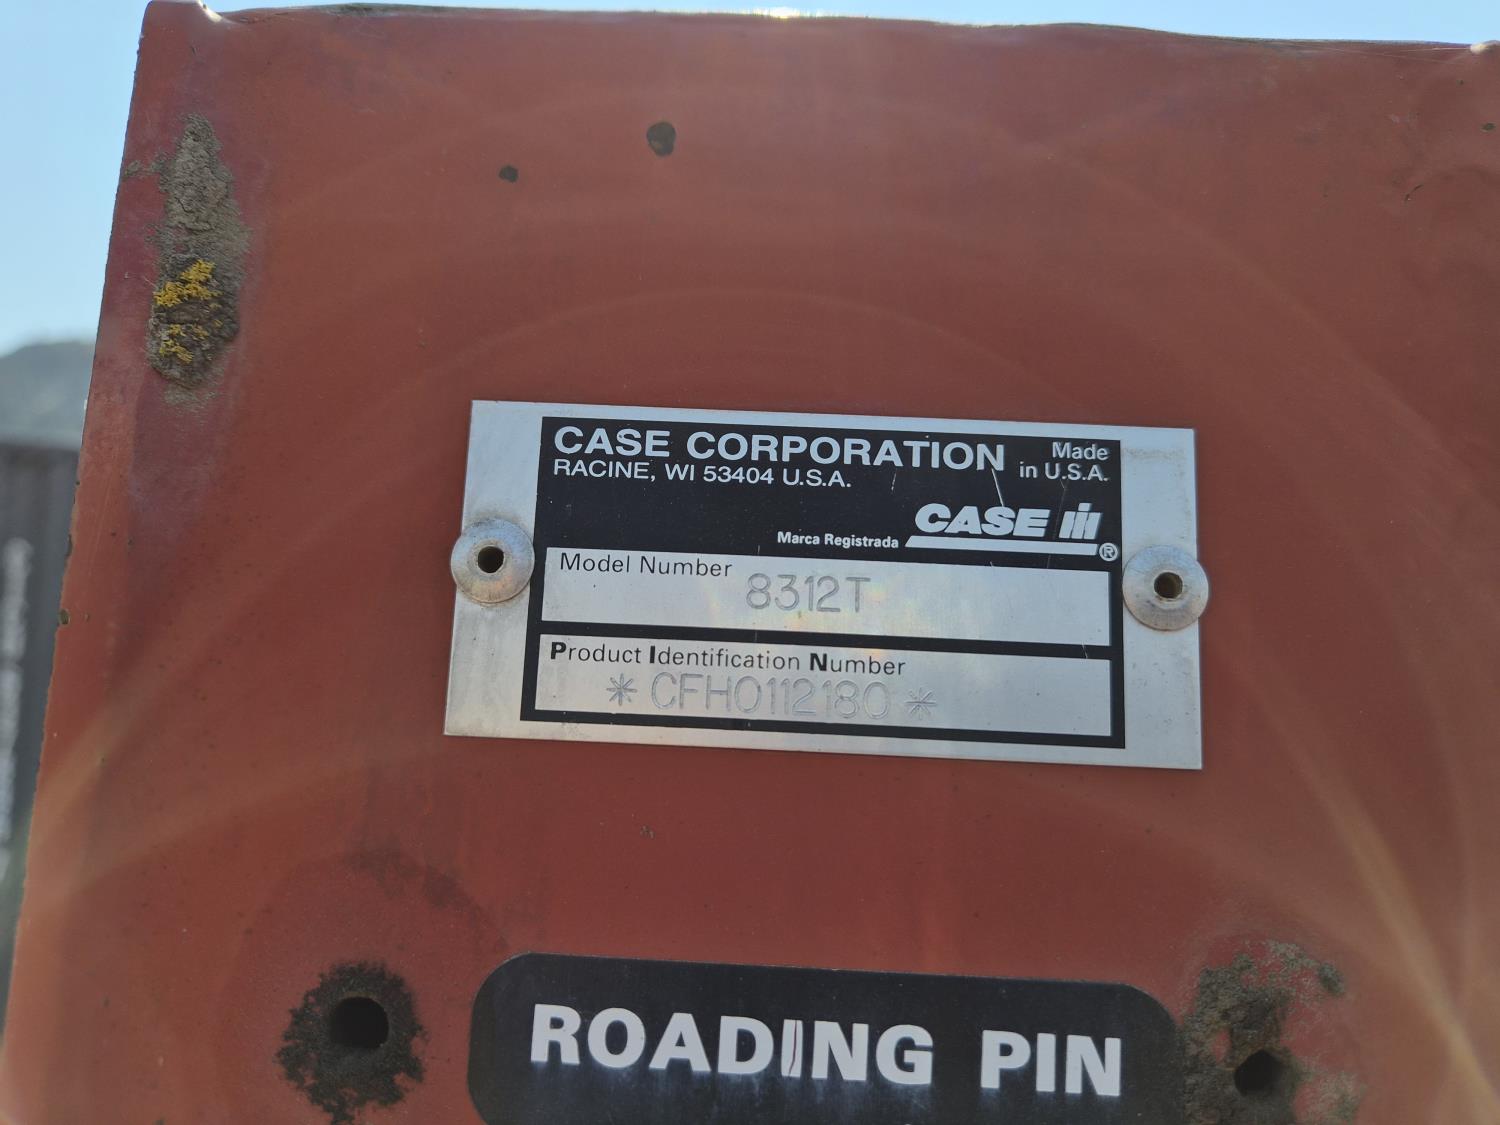 CASE CORPORATION
RACINE, WI 53404 U.S.A.
Made
in U.S.A.
CASE IH
Marca Registrada ®
Model Number 8312T
Product Identification Number
* CFH0112180 *
ROADING PIN